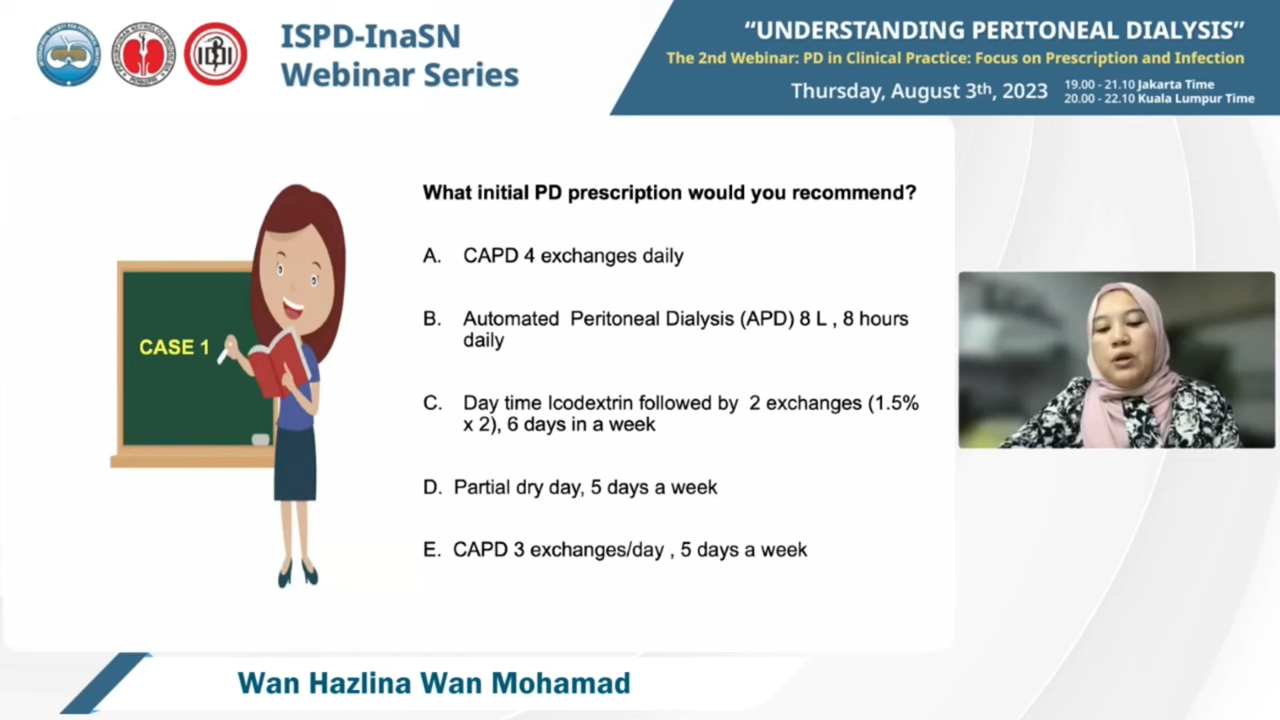 ISPD-InaSN
Webinar Series
“UNDERSTANDING PERITONEAL DIALYSIS”
The 2nd Webinar: PD in Clinical Practice: Focus on Prescription and Infection
Thursday, August 3th, 2023
19.00 - 21.10 Jakarta Time
20.00 - 22.10 Kuala Lumpur Time
What initial PD prescription would you recommend?
A. CAPD 4 exchanges daily
B. Automated Peritoneal Dialysis (APD) 8 L , 8 hours
daily
C. Day time Icodextrin followed by 2 exchanges (1.5%
x 2), 6 days in a week
D. Partial dry day, 5 days a week
E. CAPD 3 exchanges/day , 5 days a week
CASE 1
Wan Hazlina Wan Mohamad